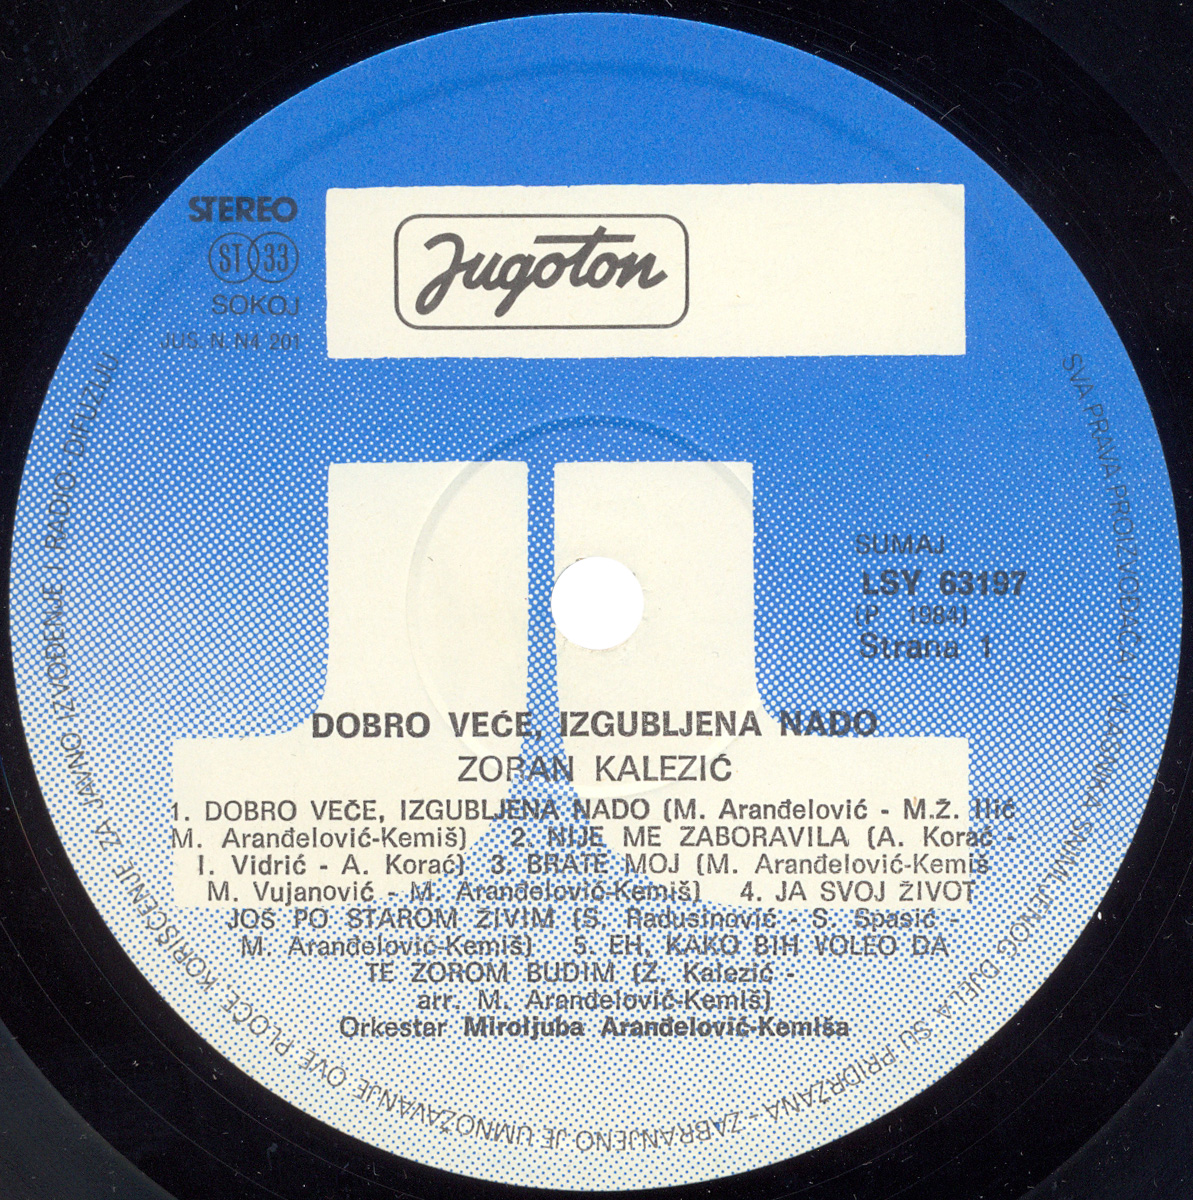 STEREO
ST 33
SOKOJ
JUS. N. N4 201
Jugoton
SUMAJ
LSY 63197
(P 1984)
Strana 1
DOBRO VEĆE, IZGUBLJENA NADO
ZORAN KALEZIĆ
1. DOBRO VEČE, IZGUBLJENA NADO (M. Aranđelović - M.Ž. Ilić
M. Aranđelović-Kemiš) 2. NIJE ME ZABORAVILA (A. Korać -
I. Vidrić - A. Korać) 3. BRATE MOJ (M. Aranđelović-Kemiš
M. Vujanović - M. Aranđelović-Kemiš) 4. JA SVOJ ŽIVOT
JOŠ PO STAROM ŽIVIM (S. Radusinović - S. Spasić -
M. Aranđelović-Kemiš) 5. EH, KAKO BIH VOLEO DA
TE ZOROM BUDIM (Z. Kalezić -
arr. M. Aranđelović-Kemiš)
Orkestar Miroljuba Aranđelović-Kemiša
SVA PRAVA PROIZVOĐAČA I VLASNIKA SNIMLJENOG DJELA SU PRIDRŽANA - ZABRANJENO JE UMNOŽAVANJE OVE PLOČE, KORIŠĆENJE ZA JAVNO IZVOĐENJE I RADIO DIFUZIJU